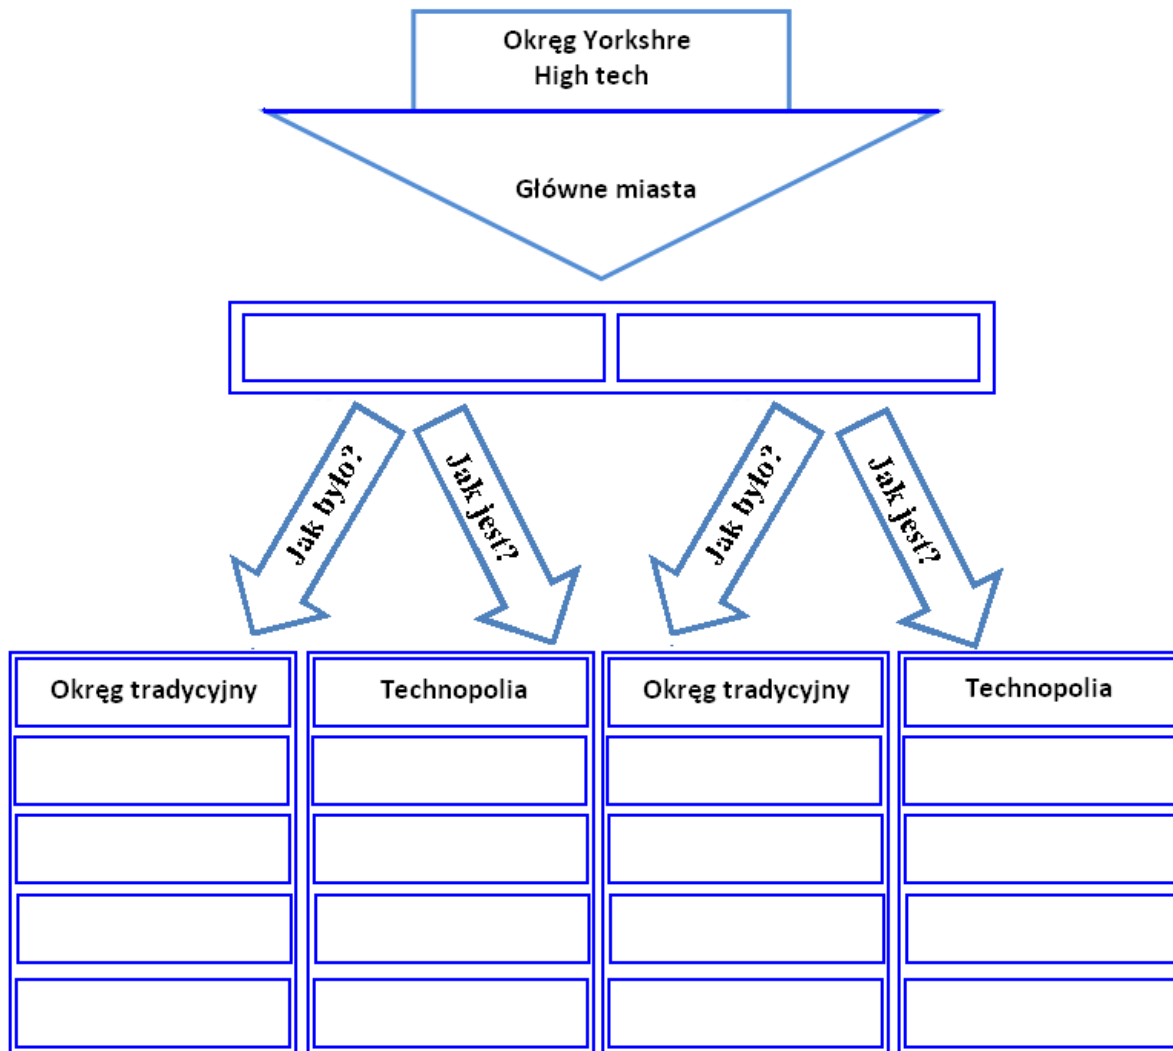 Okręg Yorkshre
High tech
Główne miasta
Jak było?
Jak jest?
Jak było?
Jak jest?
Okręg tradycyjny
Technopolia
Okręg tradycyjny
Technopolia